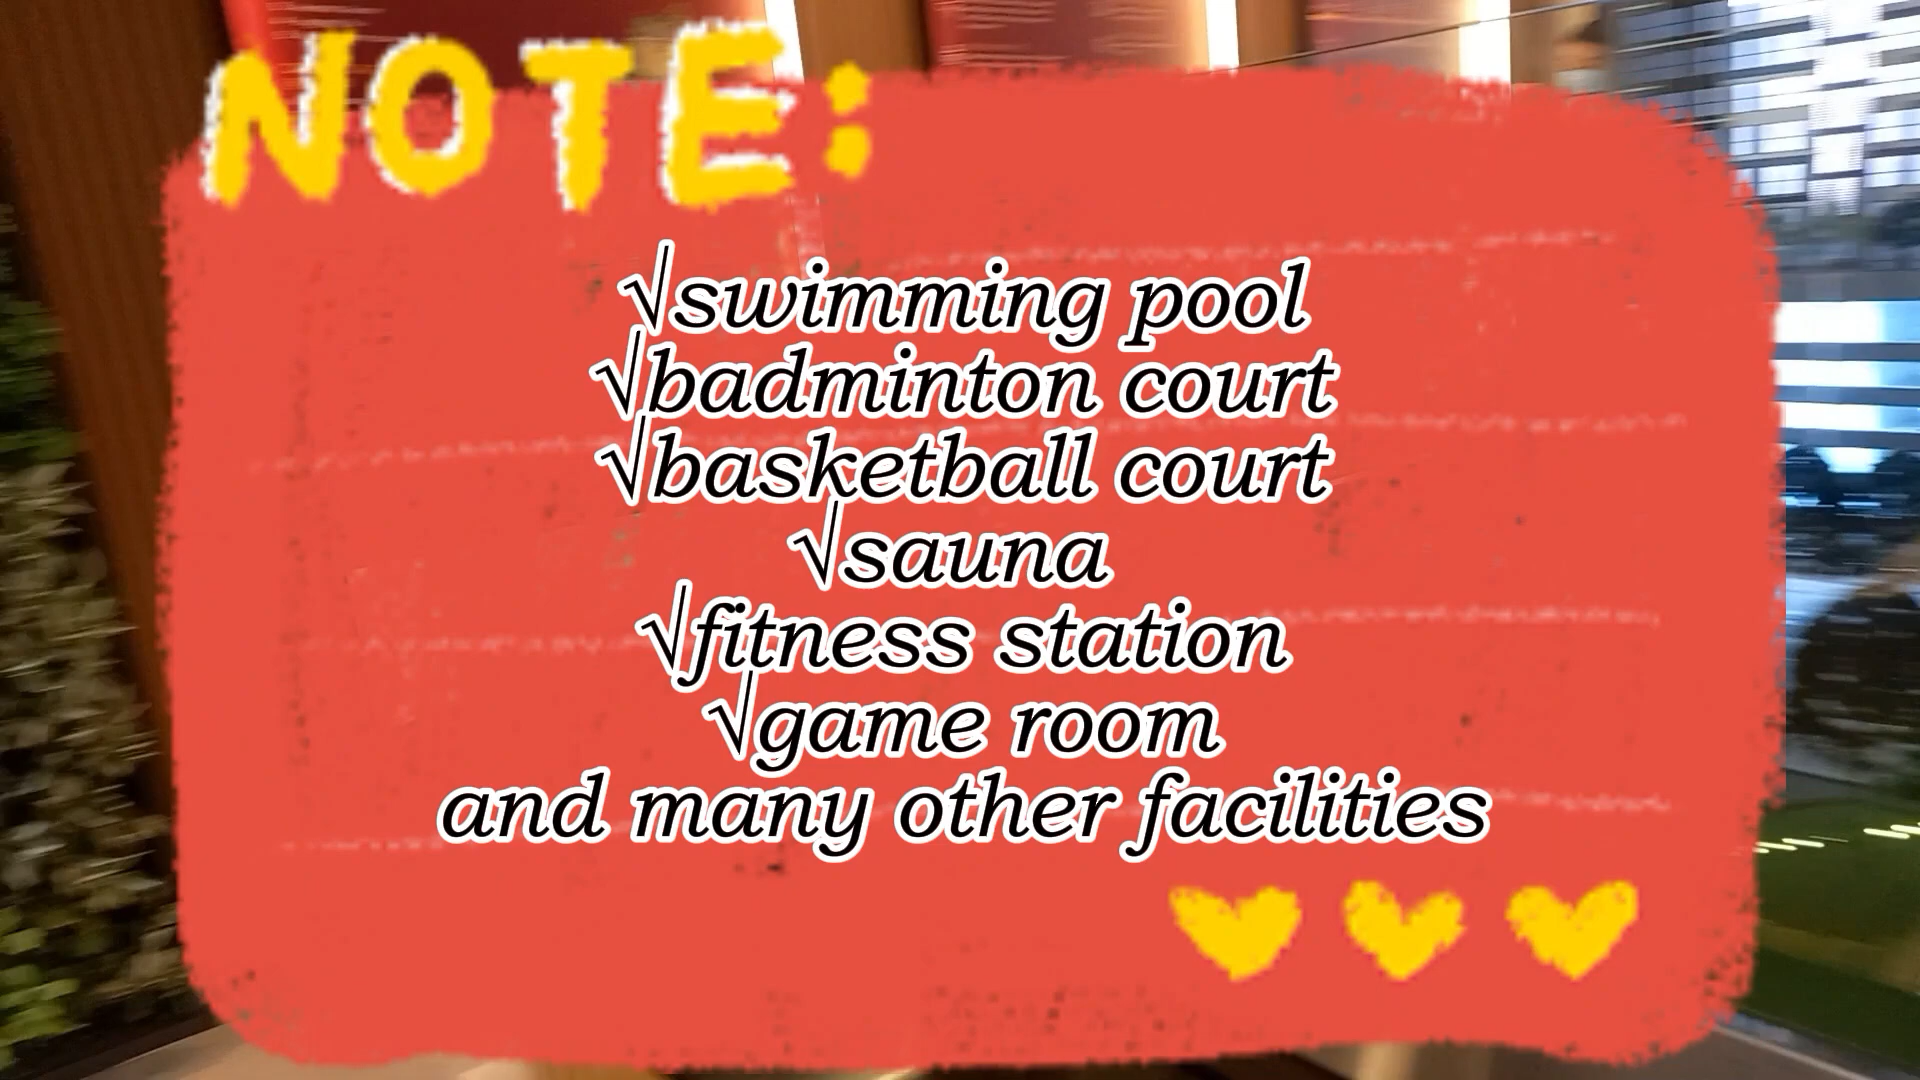 NOTE:
√swimming pool
√badminton court
√basketball court
√sauna
√fitness station
√game room
and many other facilities